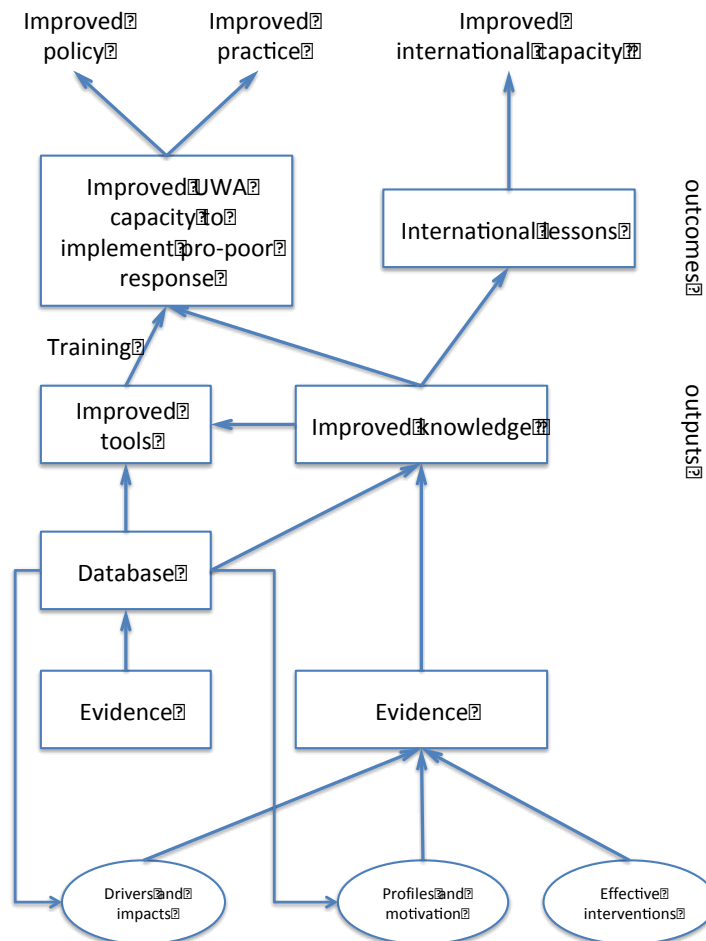 Improved
policy
Improved
practice
Improved
international capacity
Improved UWA
capacity to
implement pro-poor
response
International lessons
outcomes
Training
Improved
tools
Improved knowledge
outputs
Database
Evidence
Evidence
Drivers and
impacts
Profiles and
motivation
Effective
interventions